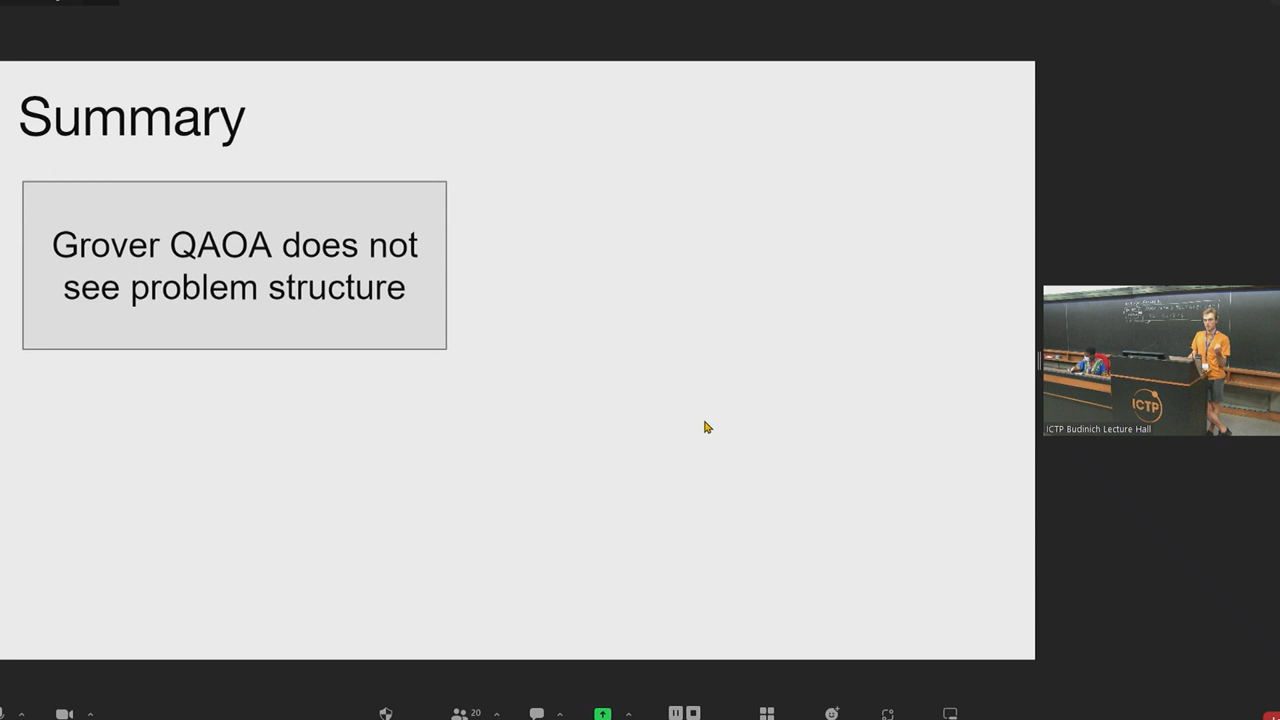 Summary
Grover QAOA does not
see problem structure
ICTP
ICTP Budinich Lecture Hall
20